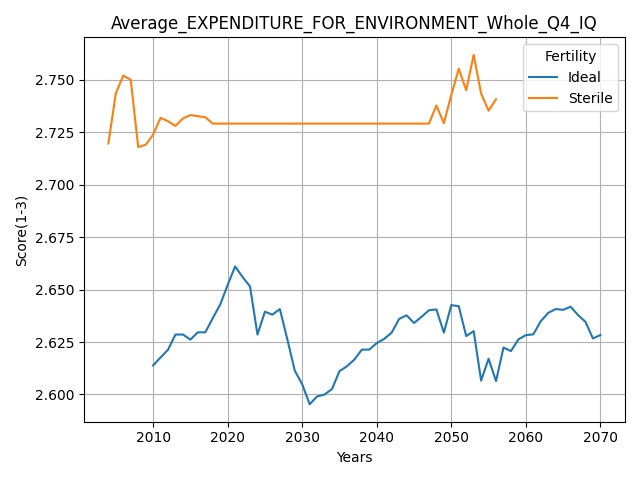 Average_EXPENDITURE_FOR_ENVIRONMENT_Whole_Q4_IQ
Fertility
Ideal
Sterile
Score(1-3)
2.750
2.725
2.700
2.675
2.650
2.625
2.600
2010 2020 2030 2040 2050 2060 2070
Years